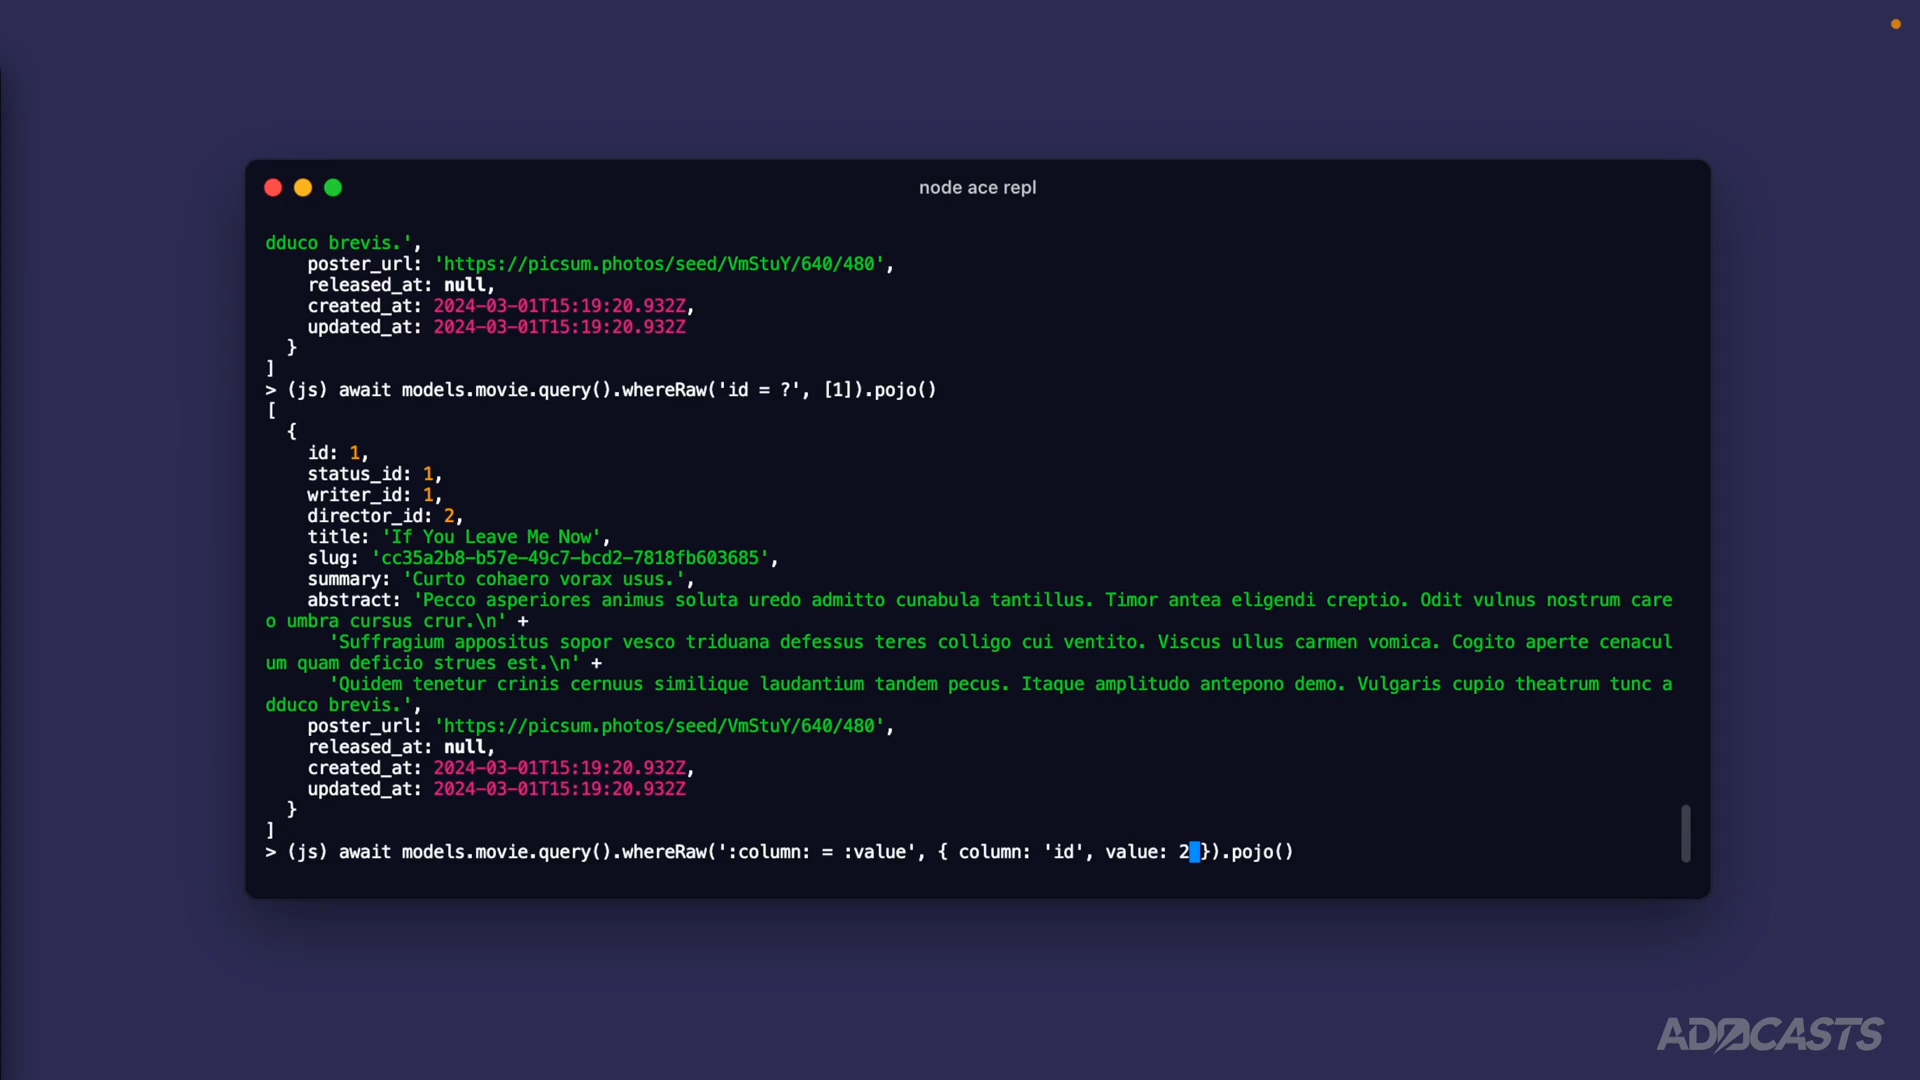 node ace repl
dduco brevis.',
poster_url: 'https://picsum.photos/seed/VmStuY/640/480',
released_at: null,
created_at: 2024-03-01T15:19:20.932Z,
updated_at: 2024-03-01T15:19:20.932Z
}
]
> (js) await models.movie.query().whereRaw('id = ?', [1]).pojo()
[
{
id: 1,
status_id: 1,
writer_id: 1,
director_id: 2,
title: 'If You Leave Me Now',
slug: 'cc35a2b8-b57e-49c7-bcd2-7818fb603685',
summary: 'Curto cohaero vorax usus.',
abstract: 'Pecco asperiores animus soluta uredo admitto cunabula tantillus. Timor antea eligendi creptio. Odit vulnus nostrum care
o umbra cursus crur.\n' +
'Suffragium appositus sopor vesco triduana defessus teres colligo cui ventito. Viscus ullus carmen vomica. Cogito aperte cenacul
um quam deficio strues est.\n' +
'Quidem tenetur crinis cernuus similique laudantium tandem pecus. Itaque amplitudo antepono demo. Vulgaris cupio theatrum tunc a
dduco brevis.',
poster_url: 'https://picsum.photos/seed/VmStuY/640/480',
released_at: null,
created_at: 2024-03-01T15:19:20.932Z,
updated_at: 2024-03-01T15:19:20.932Z
}
]
> (js) await models.movie.query().whereRaw(':column: = :value', { column: 'id', value: 2 }).pojo()
ADOCASTS